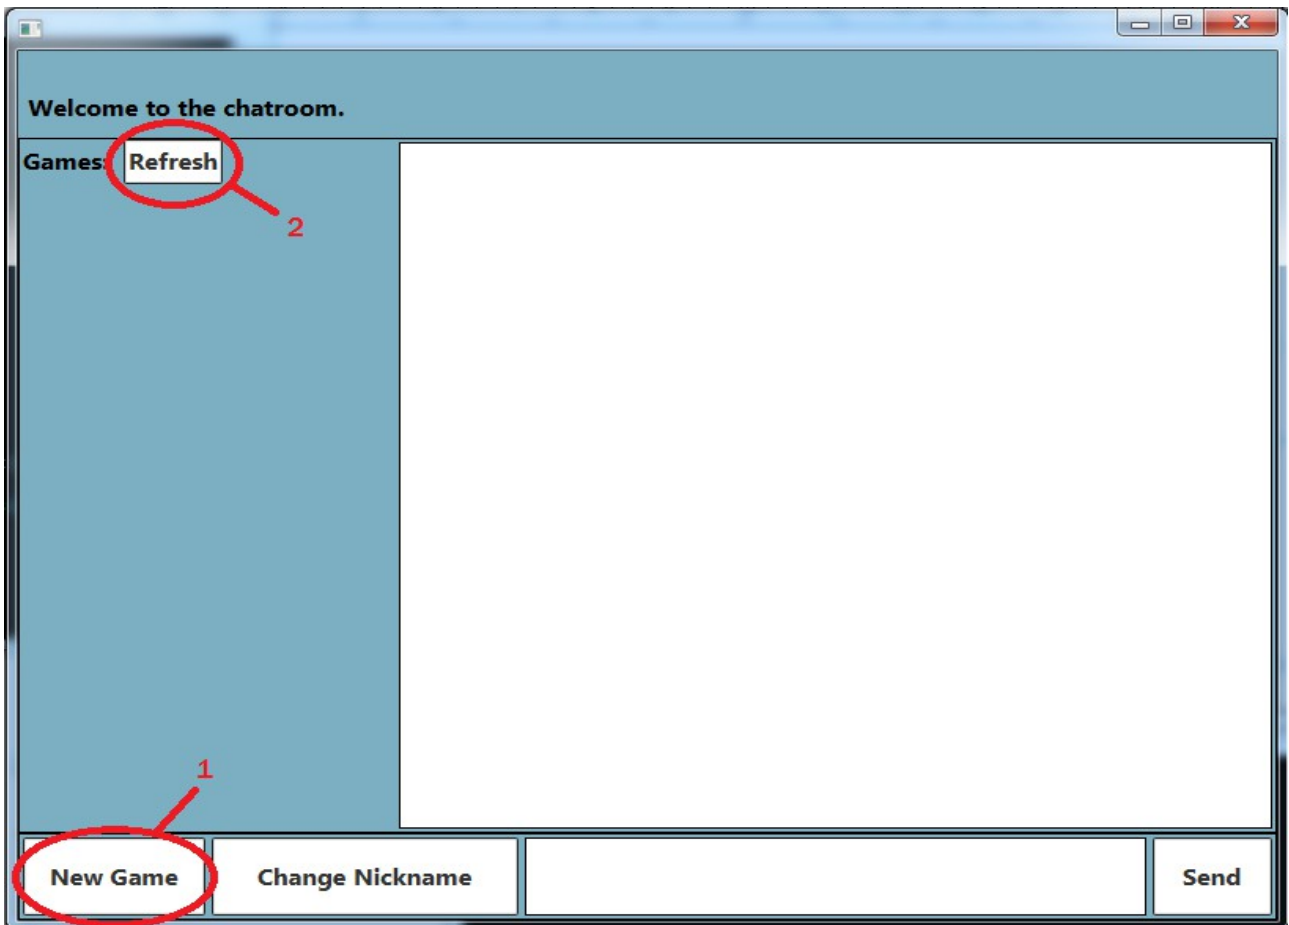 Welcome to the chatroom.
Games: Refresh
2
1
New Game Change Nickname Send